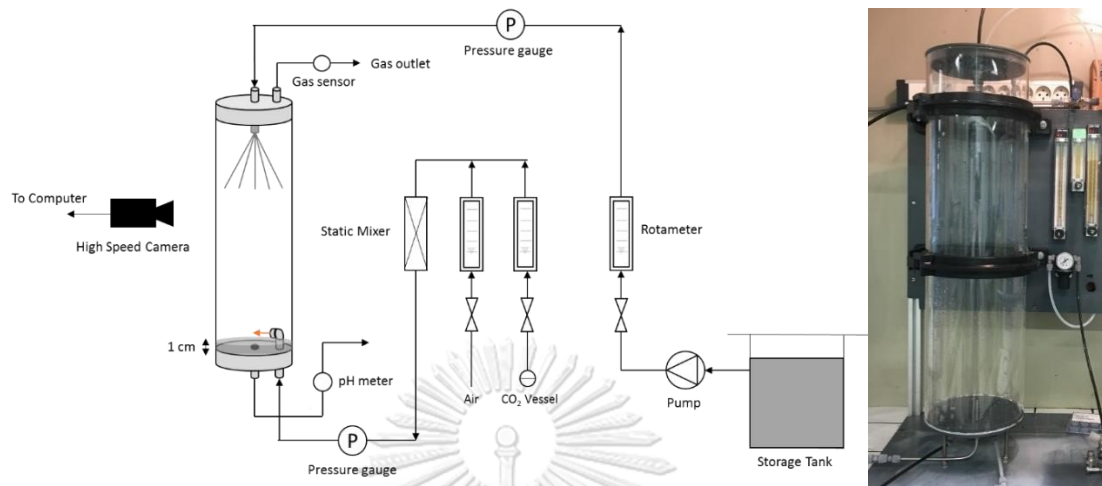 P
Pressure gauge
Gas outlet
Gas sensor
To Computer
High Speed Camera
Static Mixer
Rotameter
1 cm
pH meter
Air
CO₂ Vessel
Pump
P
Pressure gauge
Storage Tank